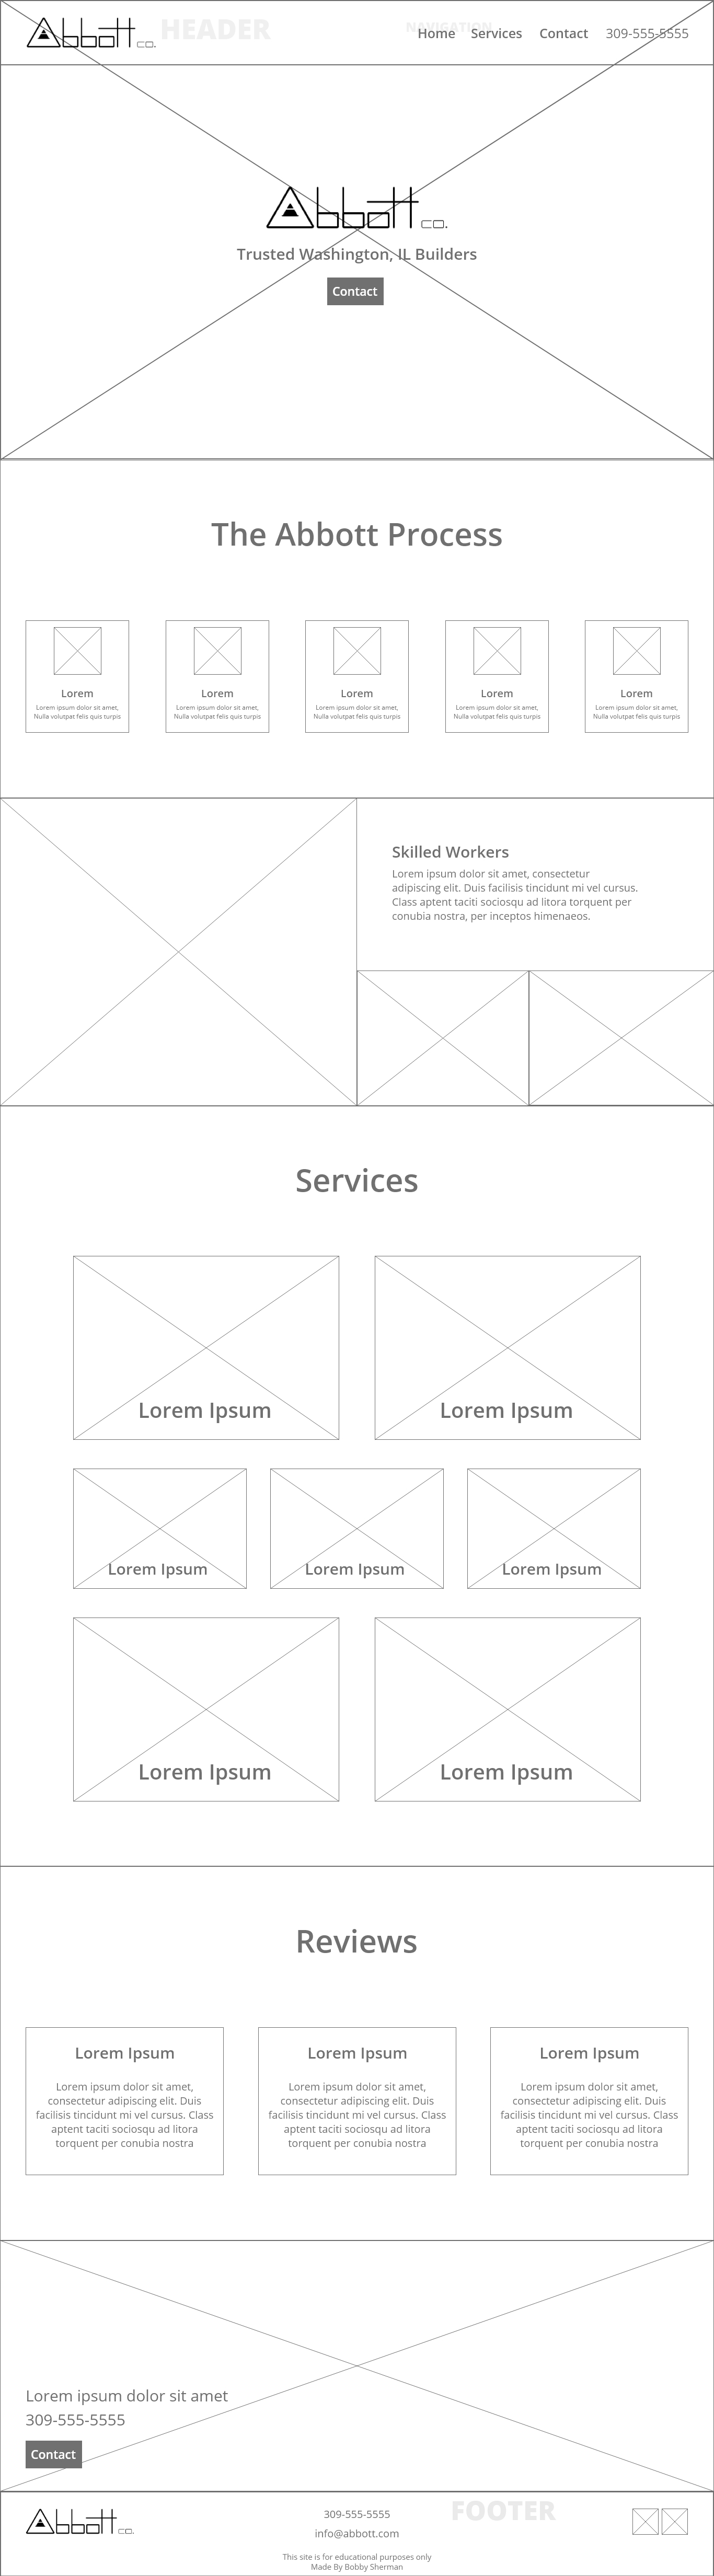 Abbott co.
HEADER
NAVIGATION
Home Services Contact 309-555-5555
Abbott co.
Trusted Washington, IL Builders
Contact
The Abbott Process
Lorem
Lorem ipsum dolor sit amet,
Nulla volutpat felis quis turpis
Lorem
Lorem ipsum dolor sit amet,
Nulla volutpat felis quis turpis
Lorem
Lorem ipsum dolor sit amet,
Nulla volutpat felis quis turpis
Lorem
Lorem ipsum dolor sit amet,
Nulla volutpat felis quis turpis
Lorem
Lorem ipsum dolor sit amet,
Nulla volutpat felis quis turpis
Skilled Workers
Lorem ipsum dolor sit amet, consectetur
adipiscing elit. Duis facilisis tincidunt mi vel cursus.
Class aptent taciti sociosqu ad litora torquent per
conubia nostra, per inceptos himenaeos.
Services
Lorem Ipsum
Lorem Ipsum
Lorem Ipsum
Lorem Ipsum
Lorem Ipsum
Lorem Ipsum
Lorem Ipsum
Reviews
Lorem Ipsum
Lorem ipsum dolor sit amet,
consectetur adipiscing elit. Duis
facilisis tincidunt mi vel cursus. Class
aptent taciti sociosqu ad litora
torquent per conubia nostra
Lorem Ipsum
Lorem ipsum dolor sit amet,
consectetur adipiscing elit. Duis
facilisis tincidunt mi vel cursus. Class
aptent taciti sociosqu ad litora
torquent per conubia nostra
Lorem Ipsum
Lorem ipsum dolor sit amet,
consectetur adipiscing elit. Duis
facilisis tincidunt mi vel cursus. Class
aptent taciti sociosqu ad litora
torquent per conubia nostra
Lorem ipsum dolor sit amet
309-555-5555
Contact
Abbott co.
309-555-5555
info@abbott.com
FOOTER
This site is for educational purposes only
Made By Bobby Sherman